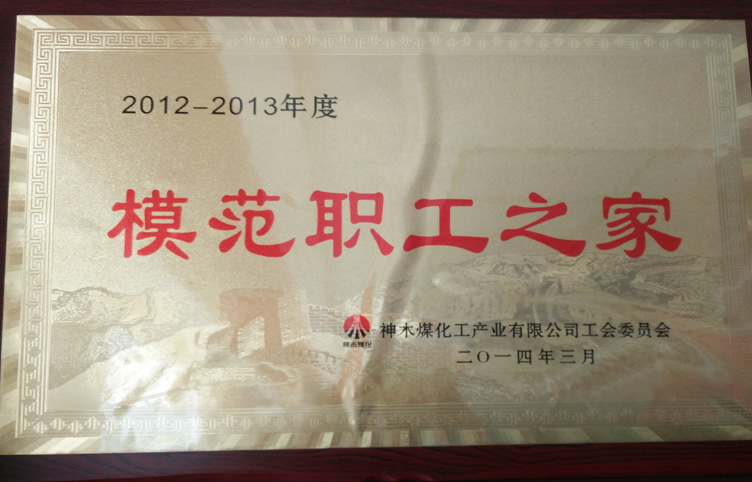 2012-2013年度
模范职工之家
神木煤化工产业有限公司工会委员会
二〇一四年三月